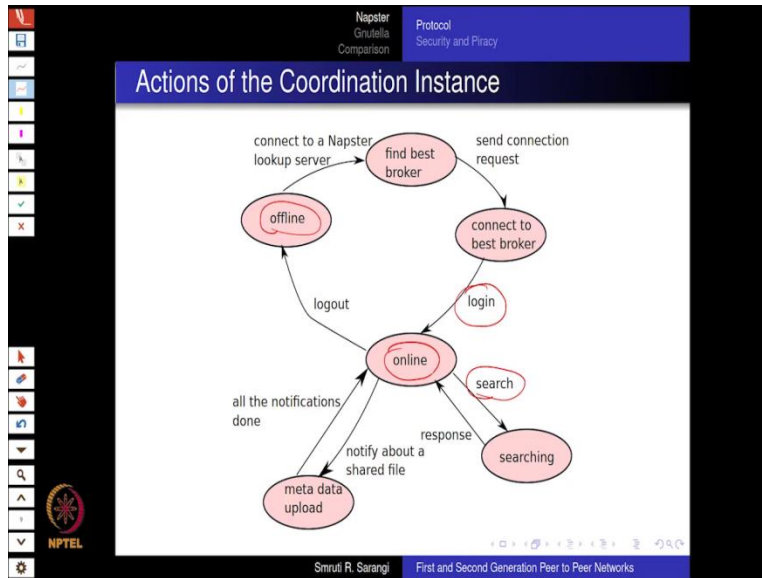 Napster
Gnutella
Comparison
Protocol
Security and Piracy
Actions of the Coordination Instance
connect to a Napster
lookup server
find best
broker
send connection
request
offline
connect to
best broker
logout
login
online
search
all the notifications
done
response
notify about a
shared file
searching
meta data
upload
NPTEL
Smruti R. Sarangi
First and Second Generation Peer to Peer Networks